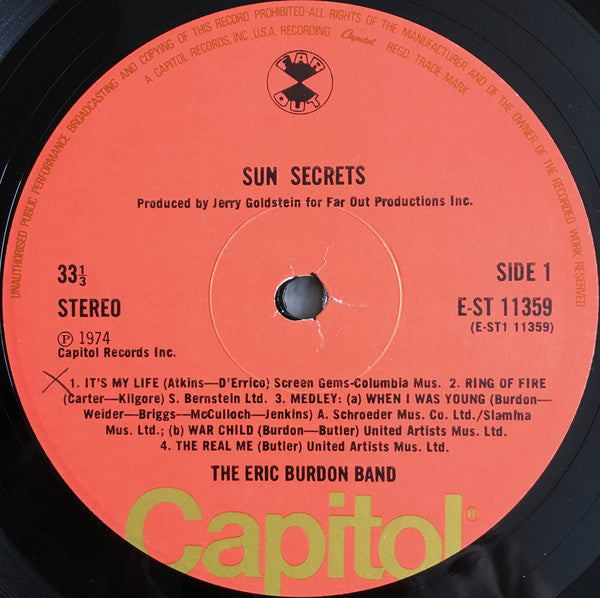 UNAUTHORISED PUBLIC PERFORMANCE BROADCASTING AND COPYING OF THIS RECORD PROHIBITED ALL RIGHTS OF THE MANUFACTURER AND OF THE OWNER OF THE RECORDED WORK RESERVED
A CAPITOL RECORDS, INC., U.S.A. RECORDING. Capitol REGD. TRADE MARK
FAR
OUT
SUN SECRETS
Produced by Jerry Goldstein for Far Out Productions Inc.
33⅓
STEREO
Ⓟ 1974
Capitol Records Inc.
SIDE 1
E-ST 11359
(E-ST1 11359)
1. IT'S MY LIFE (Atkins—D'Errico) Screen Gems-Columbia Mus. 2. RING OF FIRE
(Carter—Kilgore) S. Bernstein Ltd. 3. MEDLEY: (a) WHEN I WAS YOUNG (Burdon—
Weider—Briggs—McCulloch—Jenkins) A. Schroeder Mus. Co. Ltd./Slamina
Mus. Ltd.; (b) WAR CHILD (Burdon—Butler) United Artists Mus. Ltd.
4. THE REAL ME (Butler) United Artists Mus. Ltd.
THE ERIC BURDON BAND
Capitol®